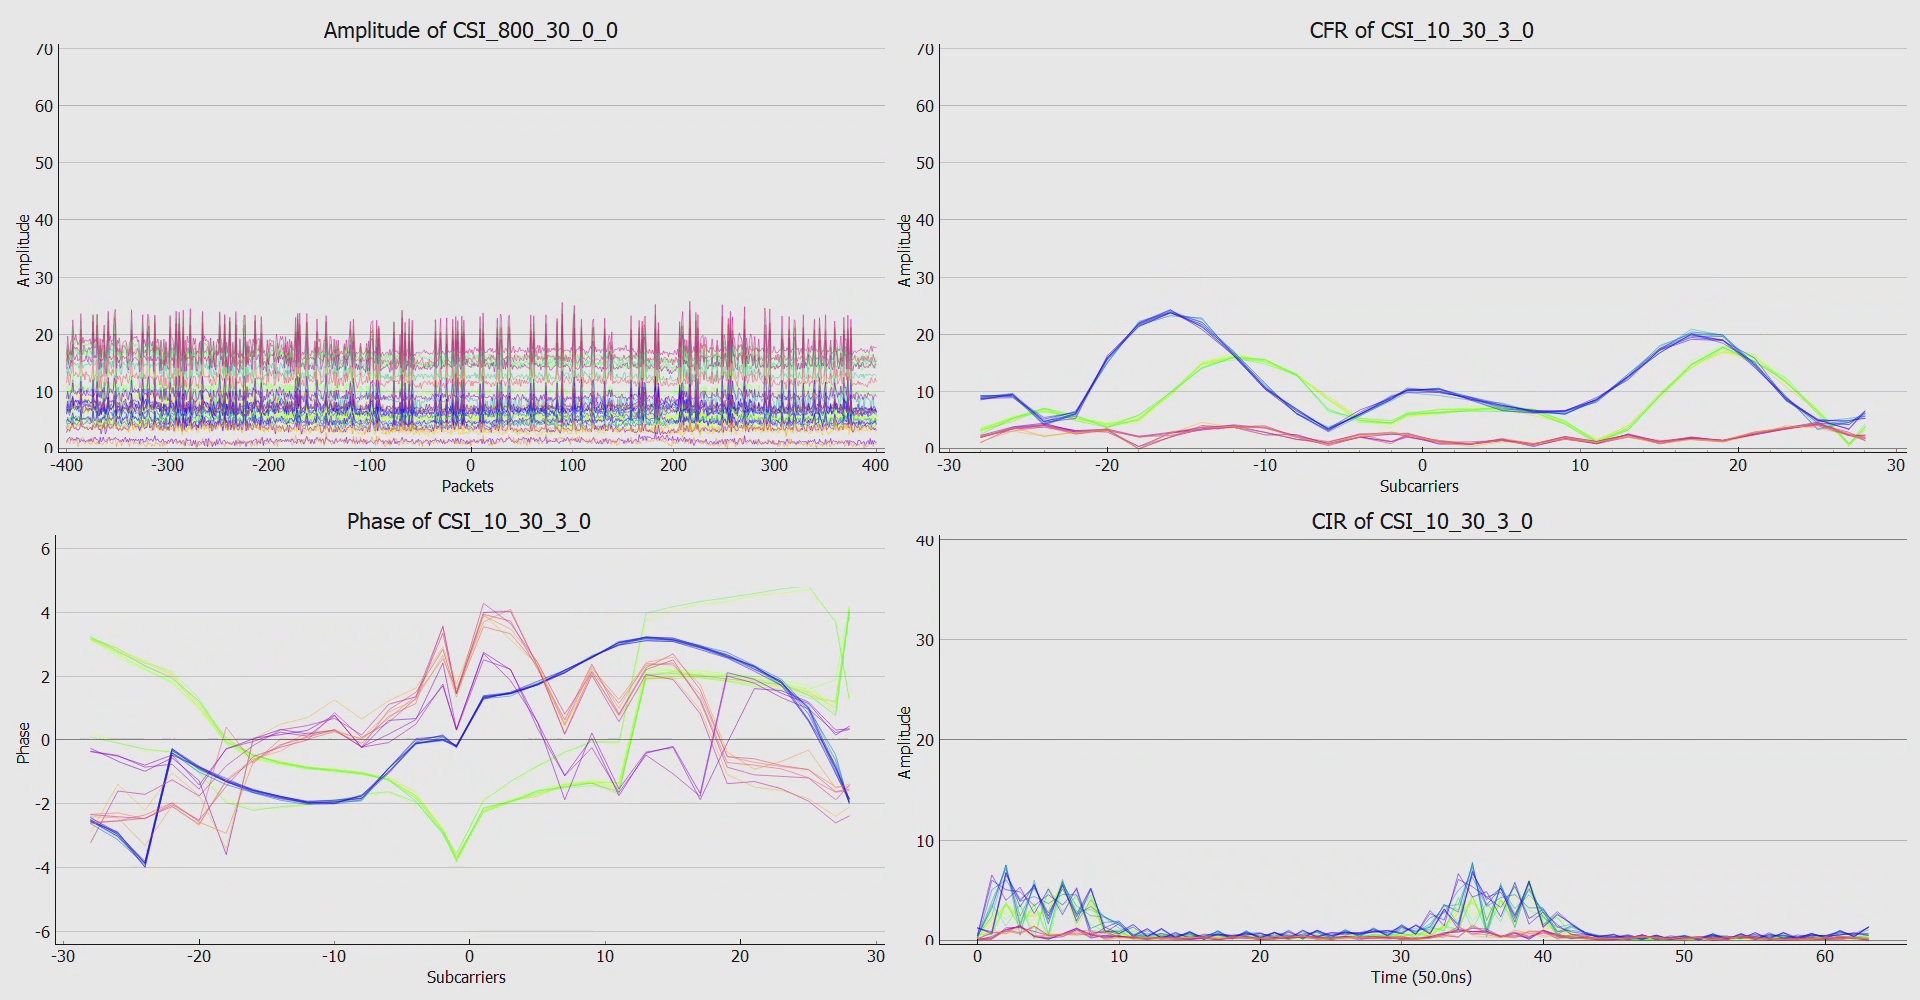 Amplitude of CSI_800_30_0_0
70
60
50
40
30
20
10
0
Amplitude
-400 -300 -200 -100 0 100 200 300 400
Packets
CFR of CSI_10_30_3_0
70
60
50
40
30
20
10
0
Amplitude
-30 -20 -10 0 10 20 30
Subcarriers
Phase of CSI_10_30_3_0
6
4
2
0
-2
-4
-6
Phase
-30 -20 -10 0 10 20 30
Subcarriers
CIR of CSI_10_30_3_0
40
30
20
10
0
Amplitude
0 10 20 30 40 50 60
Time (50.0ns)